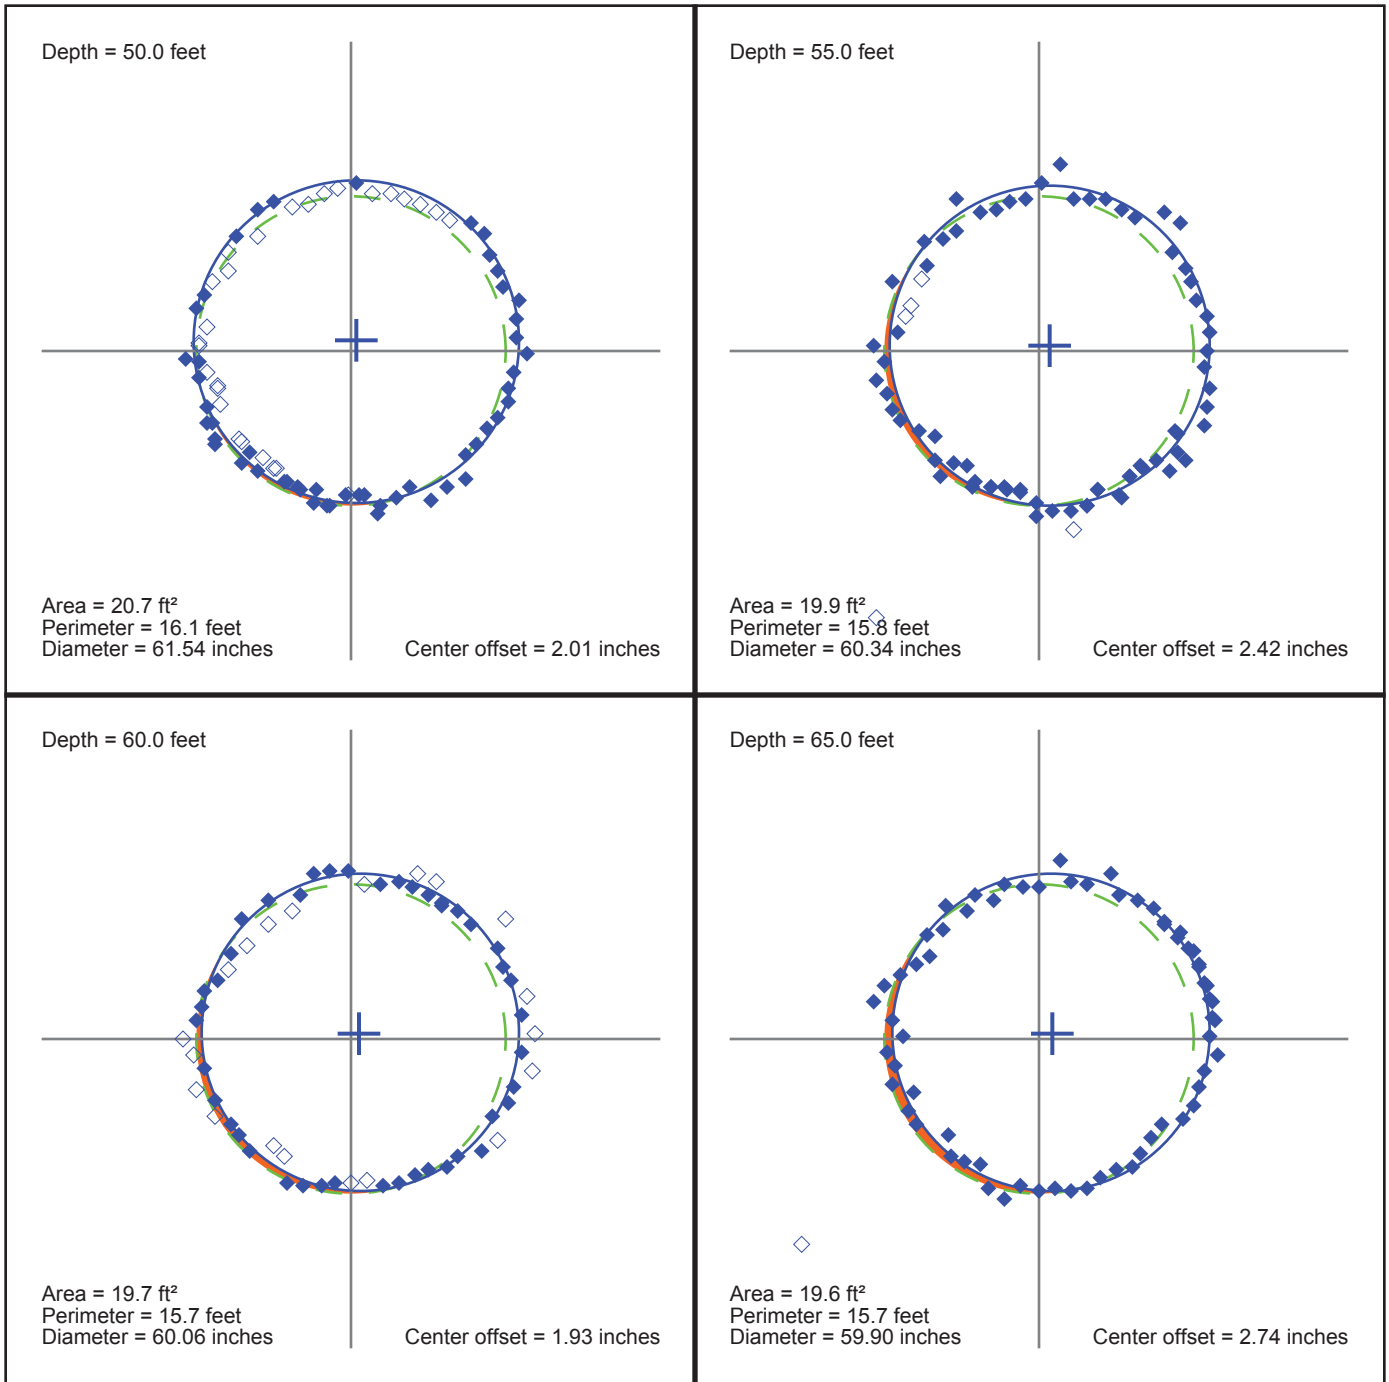 Depth = 50.0 feet
Area = 20.7 ft²
Perimeter = 16.1 feet
Diameter = 61.54 inches
Center offset = 2.01 inches
Depth = 55.0 feet
Area = 19.9 ft²
Perimeter = 15.8 feet
Diameter = 60.34 inches
Center offset = 2.42 inches
Depth = 60.0 feet
Area = 19.7 ft²
Perimeter = 15.7 feet
Diameter = 60.06 inches
Center offset = 1.93 inches
Depth = 65.0 feet
Area = 19.6 ft²
Perimeter = 15.7 feet
Diameter = 59.90 inches
Center offset = 2.74 inches